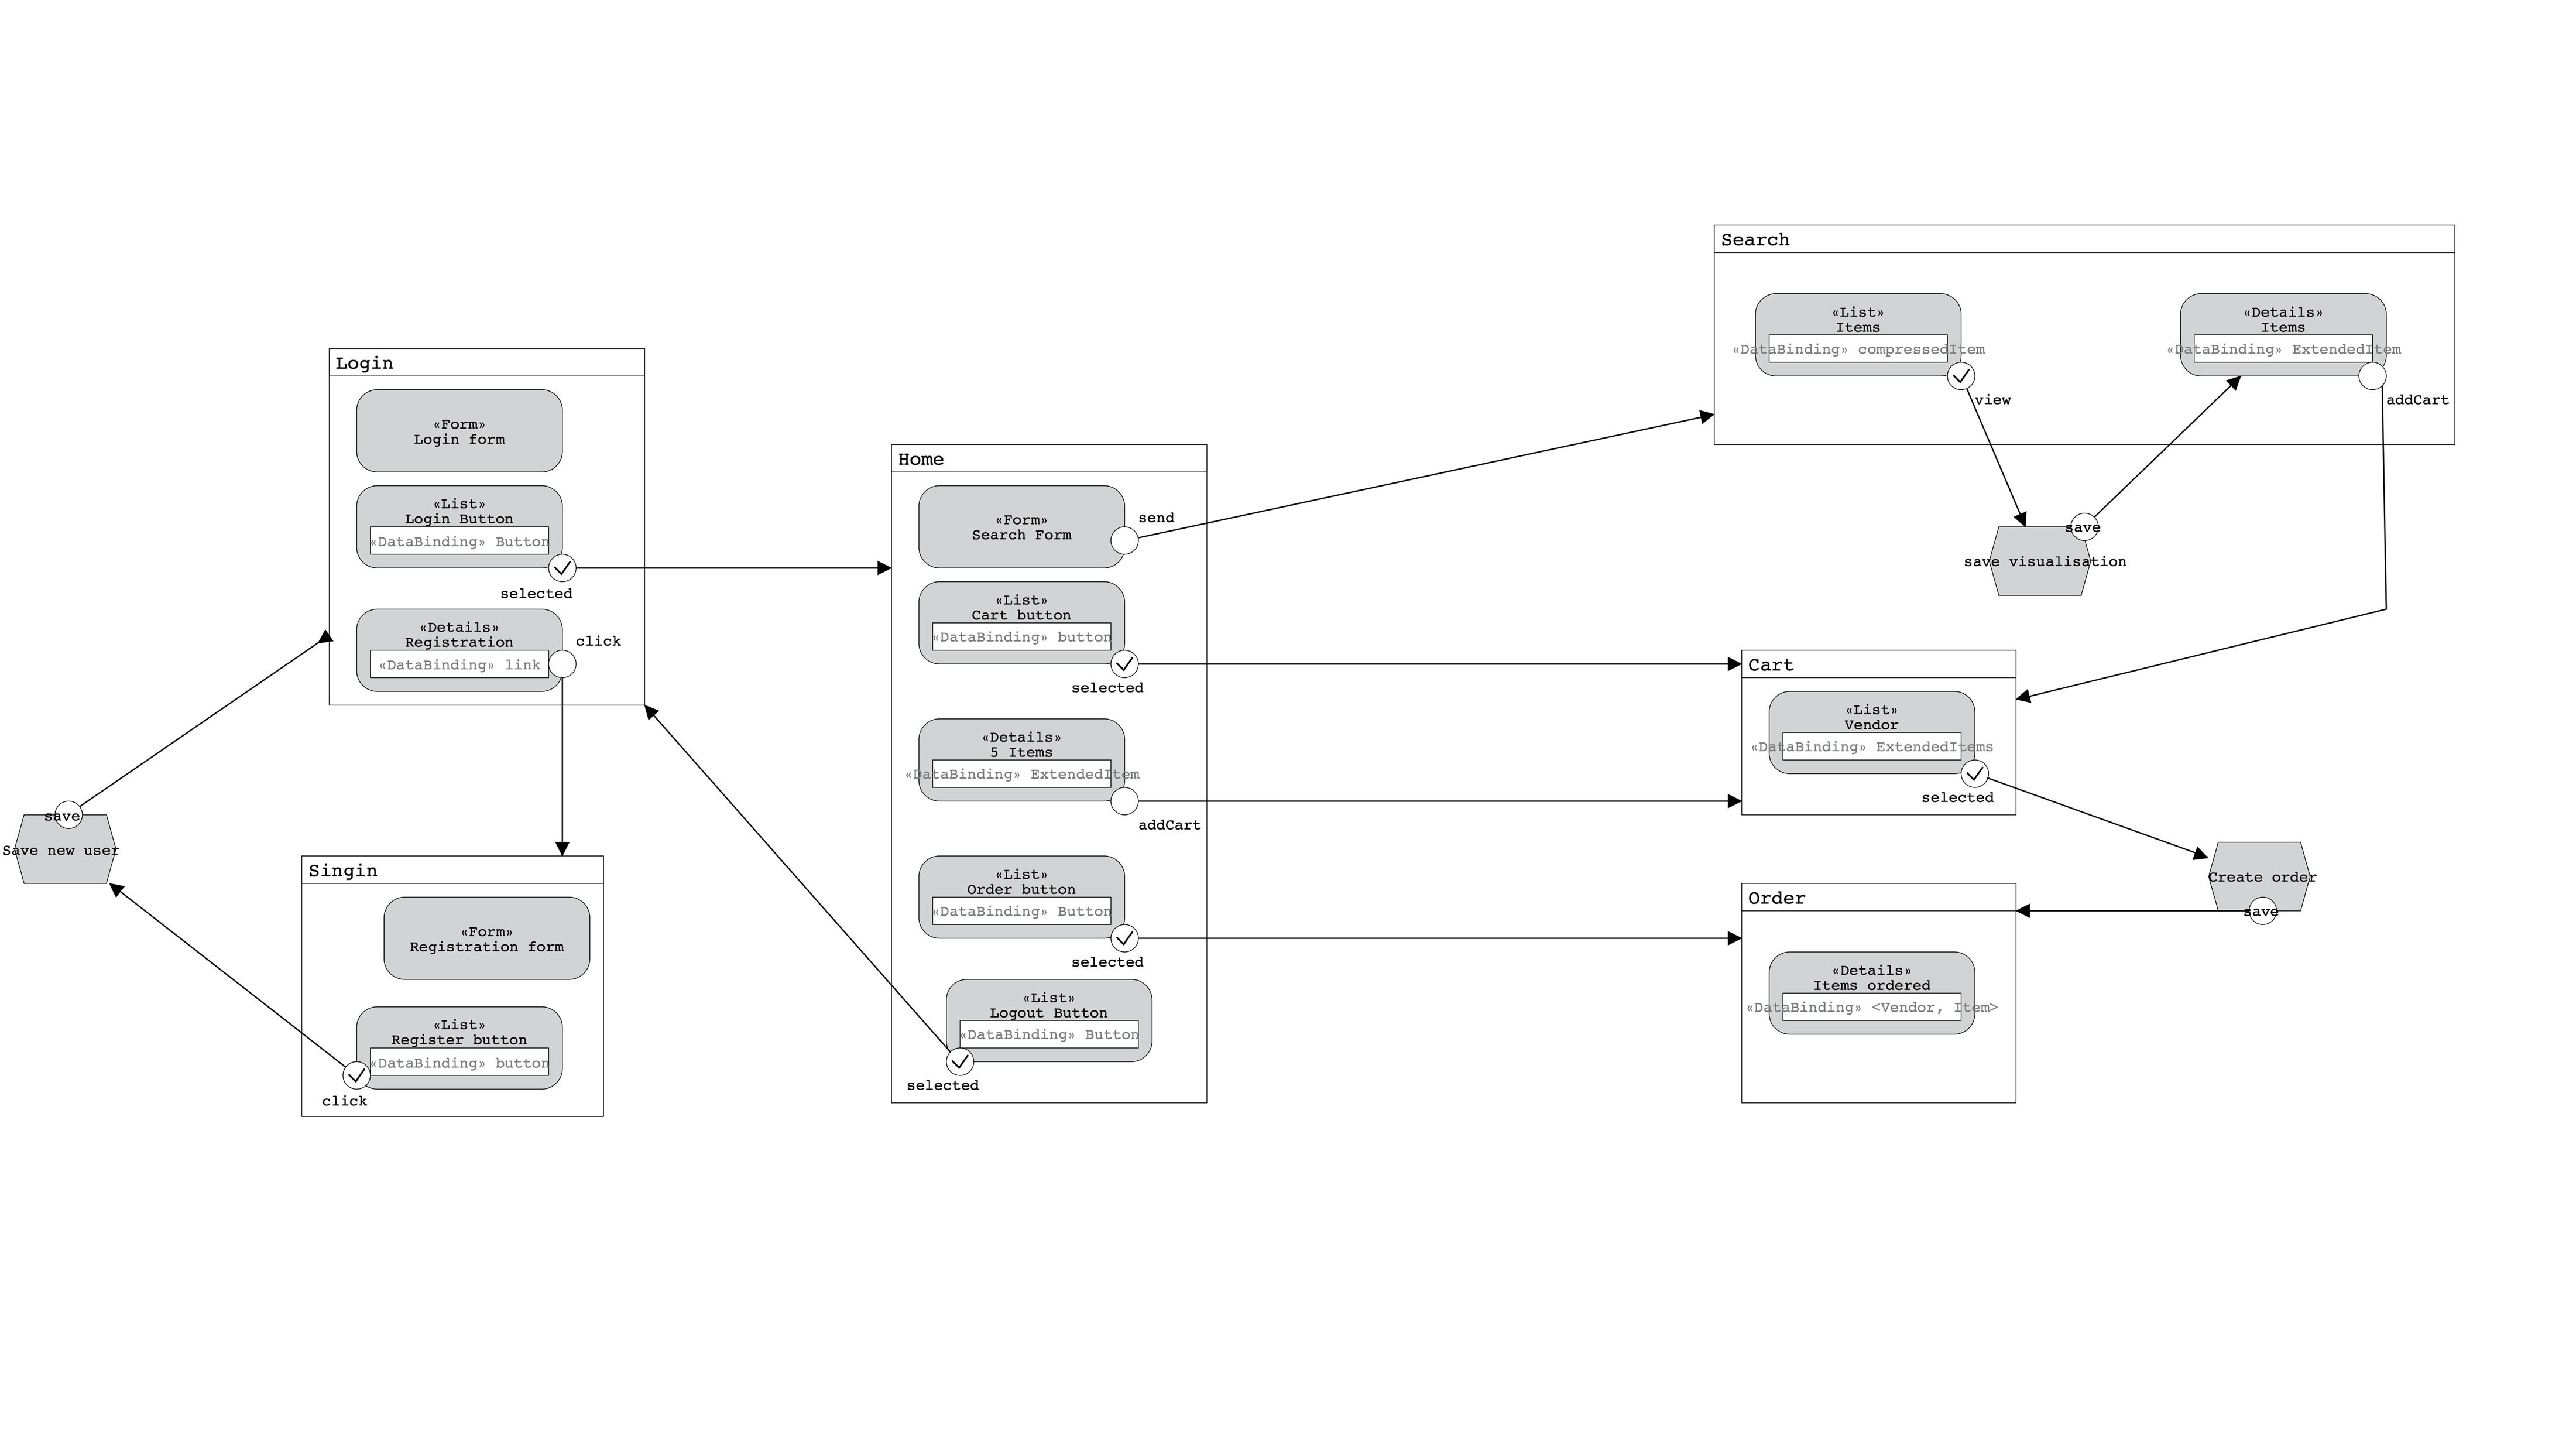 Login
«Form»
Login form
«List»
Login Button
«DataBinding» Button
selected
«Details»
Registration
«DataBinding» link
click
save
Save new user
Singin
«Form»
Registration form
«List»
Register button
«DataBinding» button
click
Home
«Form»
Search Form
send
«List»
Cart button
«DataBinding» button
selected
«Details»
5 Items
«DataBinding» ExtendedItem
addCart
«List»
Order button
«DataBinding» Button
selected
«List»
Logout Button
«DataBinding» Button
selected
Search
«List»
Items
«DataBinding» compressedItem
view
«Details»
Items
«DataBinding» ExtendedItem
addCart
save
save visualisation
Cart
«List»
Vendor
«DataBinding» ExtendedItems
selected
Create order
save
Order
«Details»
Items ordered
«DataBinding» <Vendor, Item>